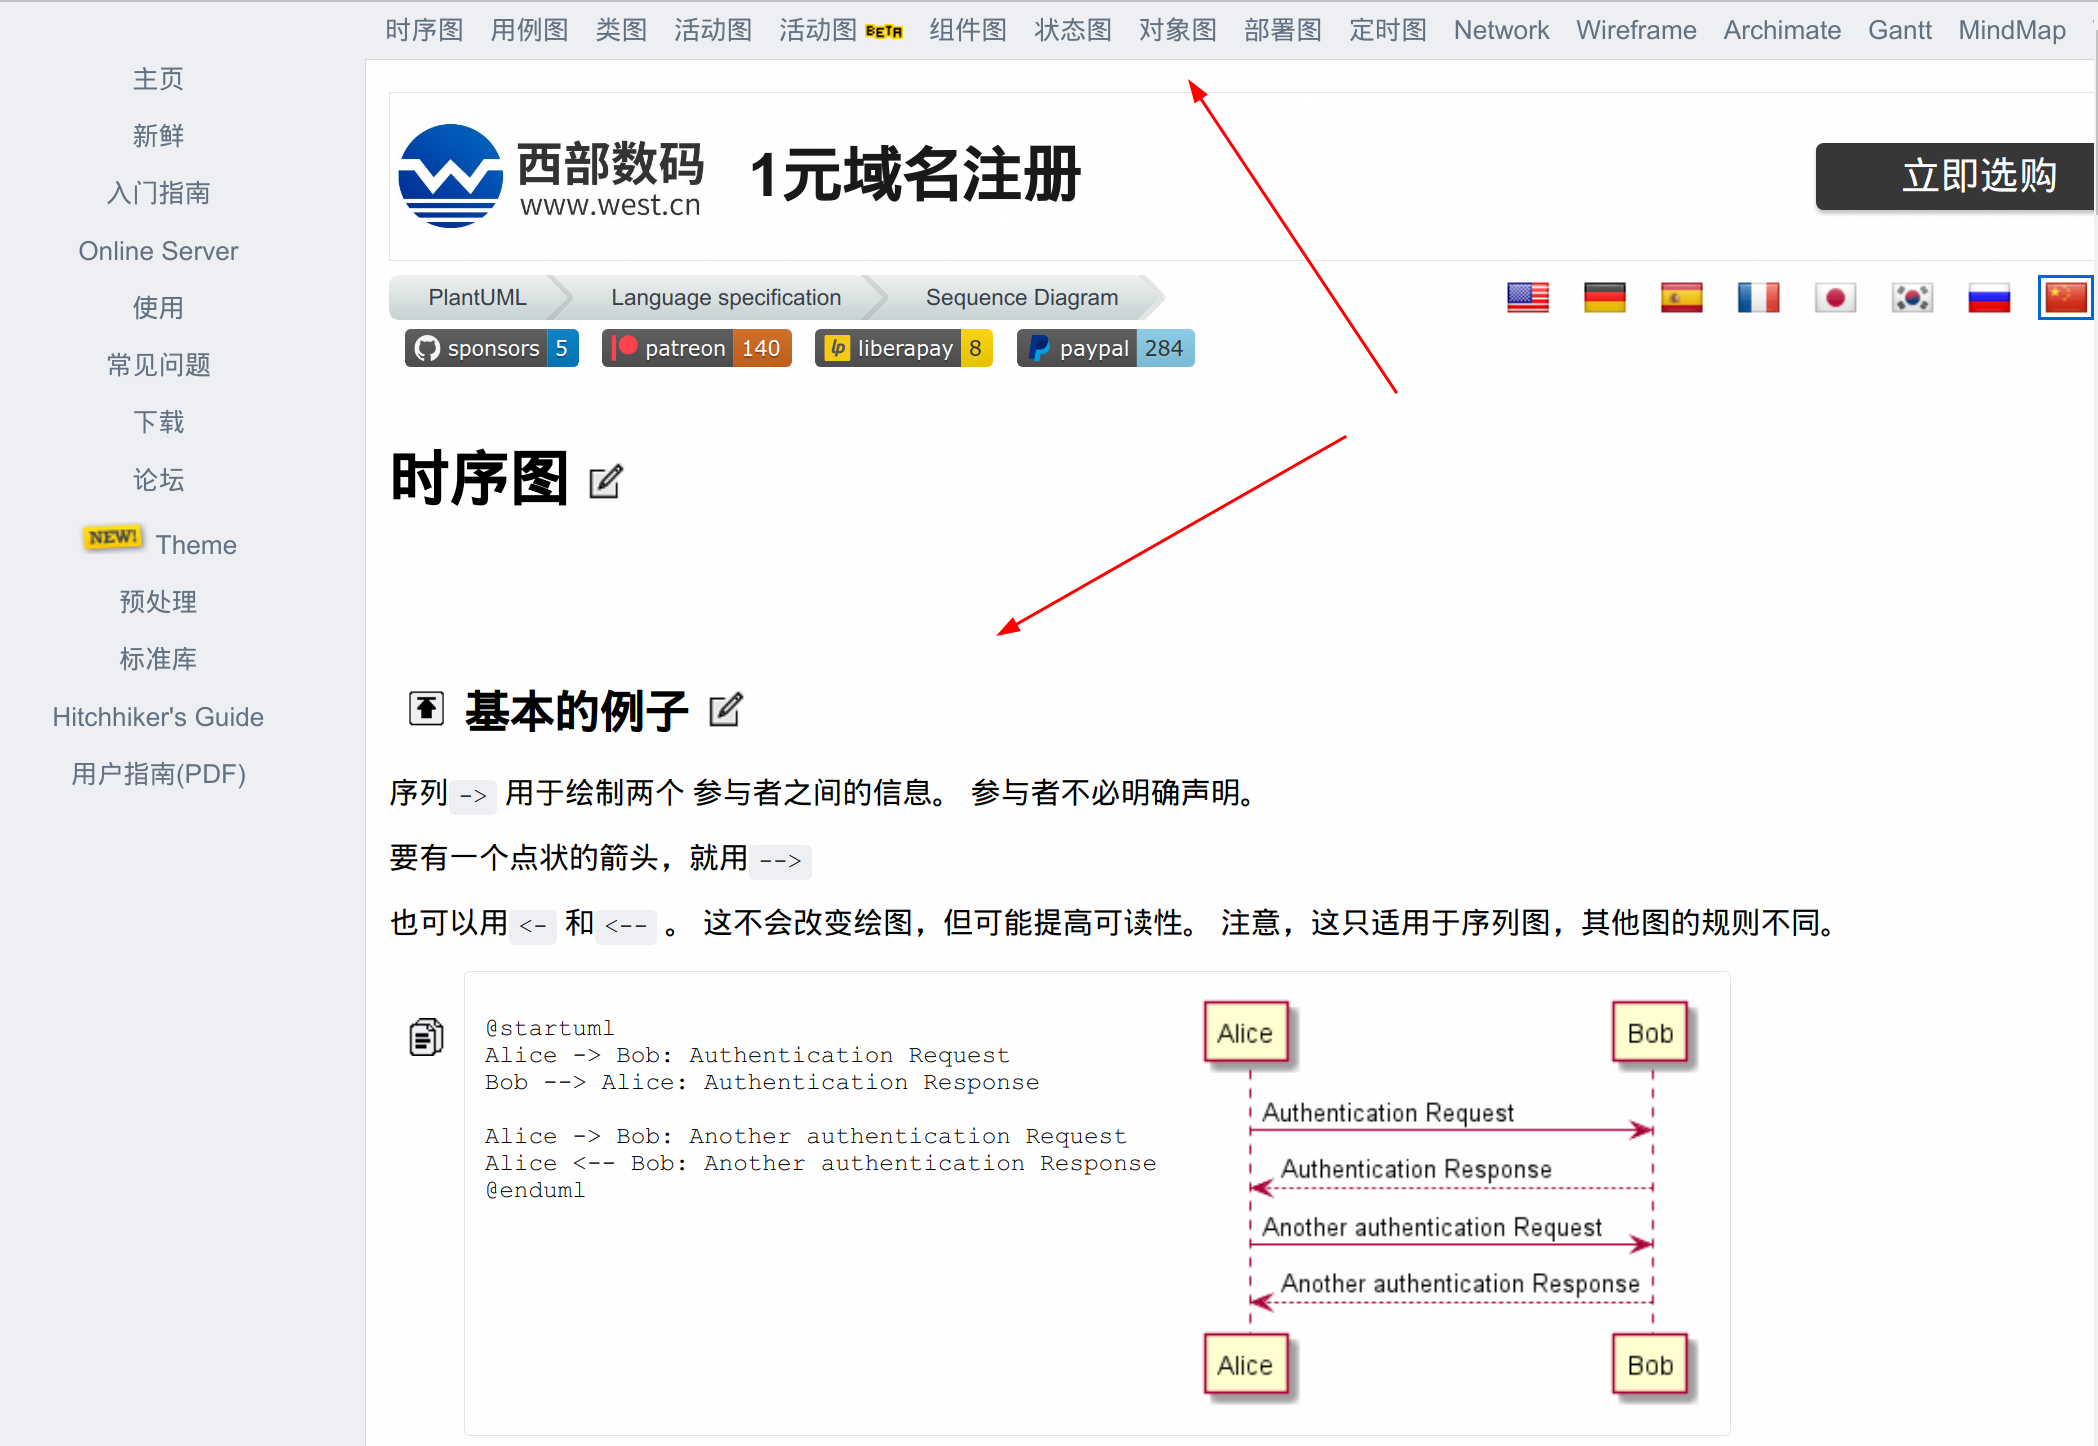 时序图 用例图 类图 活动图 活动图 BETA 组件图 状态图 对象图 部署图 定时图 Network Wireframe Archimate Gantt MindMap
主页
新鲜
入门指南
Online Server
使用
常见问题
下载
论坛
NEW! Theme
预处理
标准库
Hitchhiker's Guide
用户指南(PDF)
西部数码
www.west.cn
1元域名注册
立即选购
PlantUML Language specification Sequence Diagram
sponsors 5 patreon 140 lp liberapay 8 paypal 284
时序图
基本的例子
序列 -> 用于绘制两个 参与者之间的信息。 参与者不必明确声明。
要有一个点状的箭头，就用 -->
也可以用 <- 和 <-- 。 这不会改变绘图，但可能提高可读性。 注意，这只适用于序列图，其他图的规则不同。
@startuml
Alice -> Bob: Authentication Request
Bob --> Alice: Authentication Response
Alice -> Bob: Another authentication Request
Alice <-- Bob: Another authentication Response
@enduml
Alice Bob
Authentication Request
Authentication Response
Another authentication Request
Another authentication Response
Alice Bob